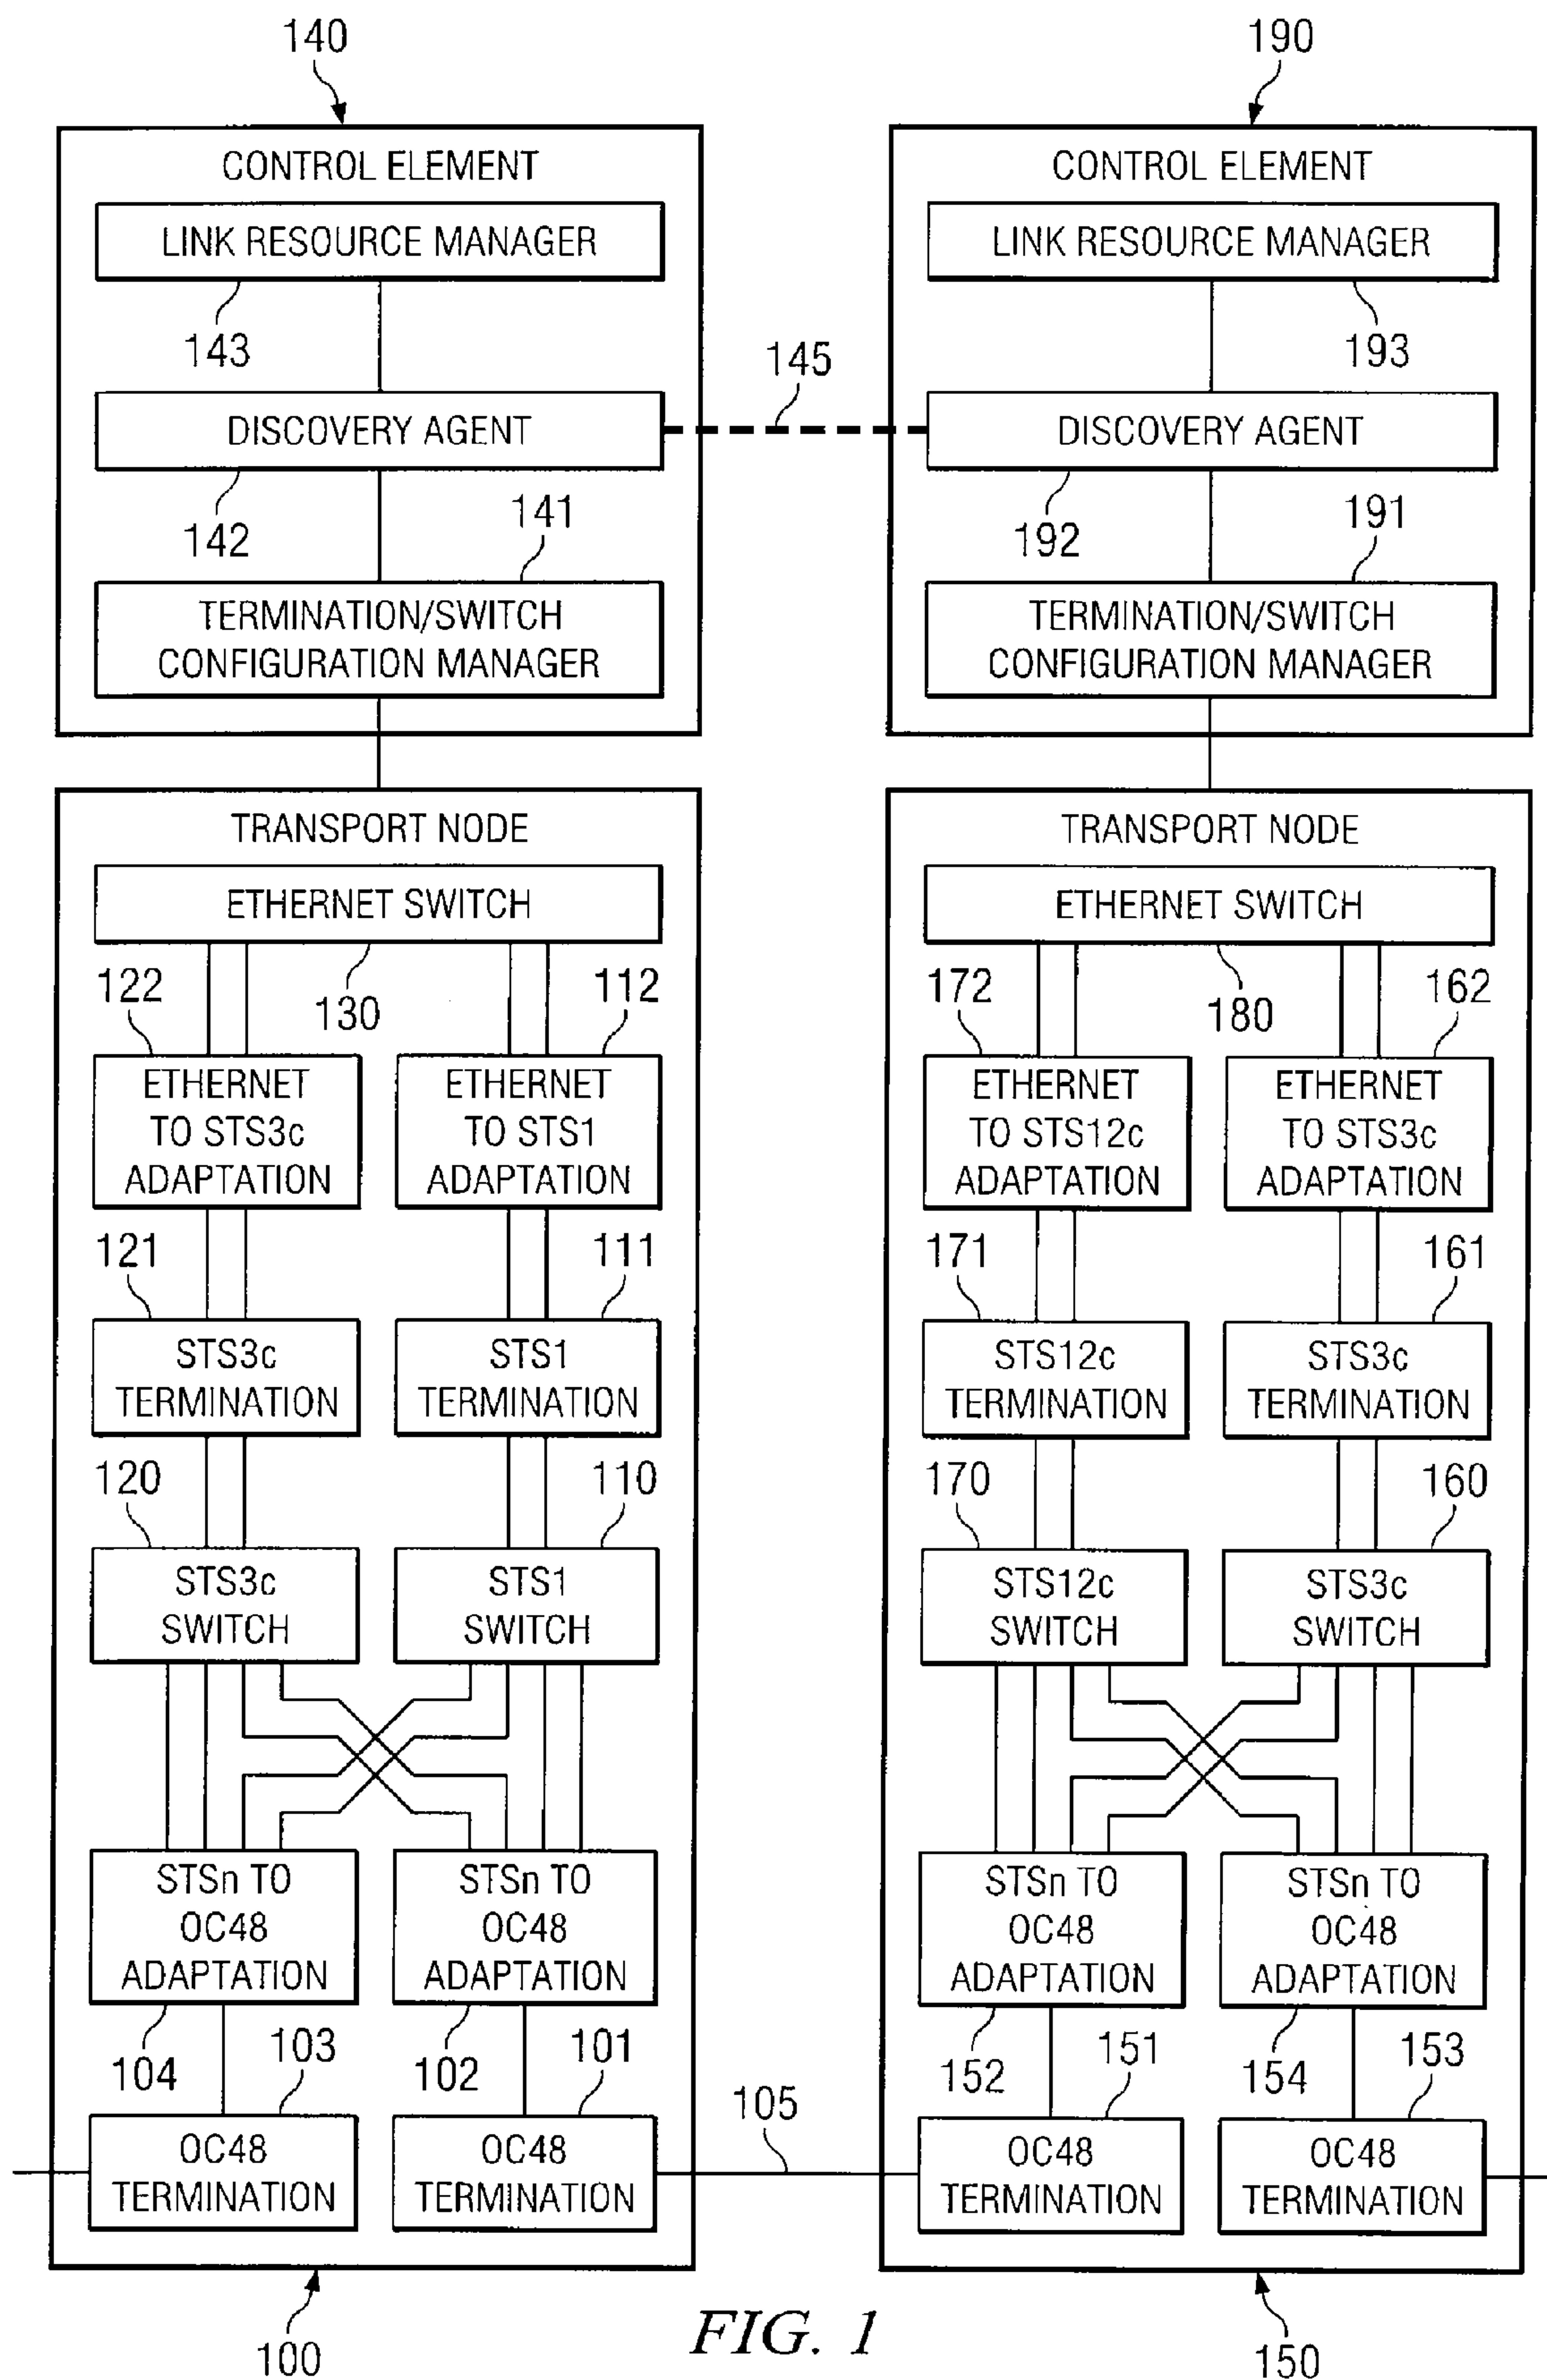 140
190
CONTROL ELEMENT
LINK RESOURCE MANAGER
143
DISCOVERY AGENT
142
141
TERMINATION/SWITCH
CONFIGURATION MANAGER
145
CONTROL ELEMENT
LINK RESOURCE MANAGER
193
DISCOVERY AGENT
192
191
TERMINATION/SWITCH
CONFIGURATION MANAGER
TRANSPORT NODE
ETHERNET SWITCH
122
130
112
ETHERNET
TO STS3c
ADAPTATION
ETHERNET
TO STS1
ADAPTATION
121
111
STS3c
TERMINATION
STS1
TERMINATION
120
110
STS3c
SWITCH
STS1
SWITCH
STSn TO
OC48
ADAPTATION
STSn TO
OC48
ADAPTATION
104
103
102
101
OC48
TERMINATION
OC48
TERMINATION
105
100
TRANSPORT NODE
ETHERNET SWITCH
172
180
162
ETHERNET
TO STS12c
ADAPTATION
ETHERNET
TO STS3c
ADAPTATION
171
161
STS12c
TERMINATION
STS3c
TERMINATION
170
160
STS12c
SWITCH
STS3c
SWITCH
STSn TO
OC48
ADAPTATION
STSn TO
OC48
ADAPTATION
152
151
154
153
OC48
TERMINATION
OC48
TERMINATION
150
FIG. 1